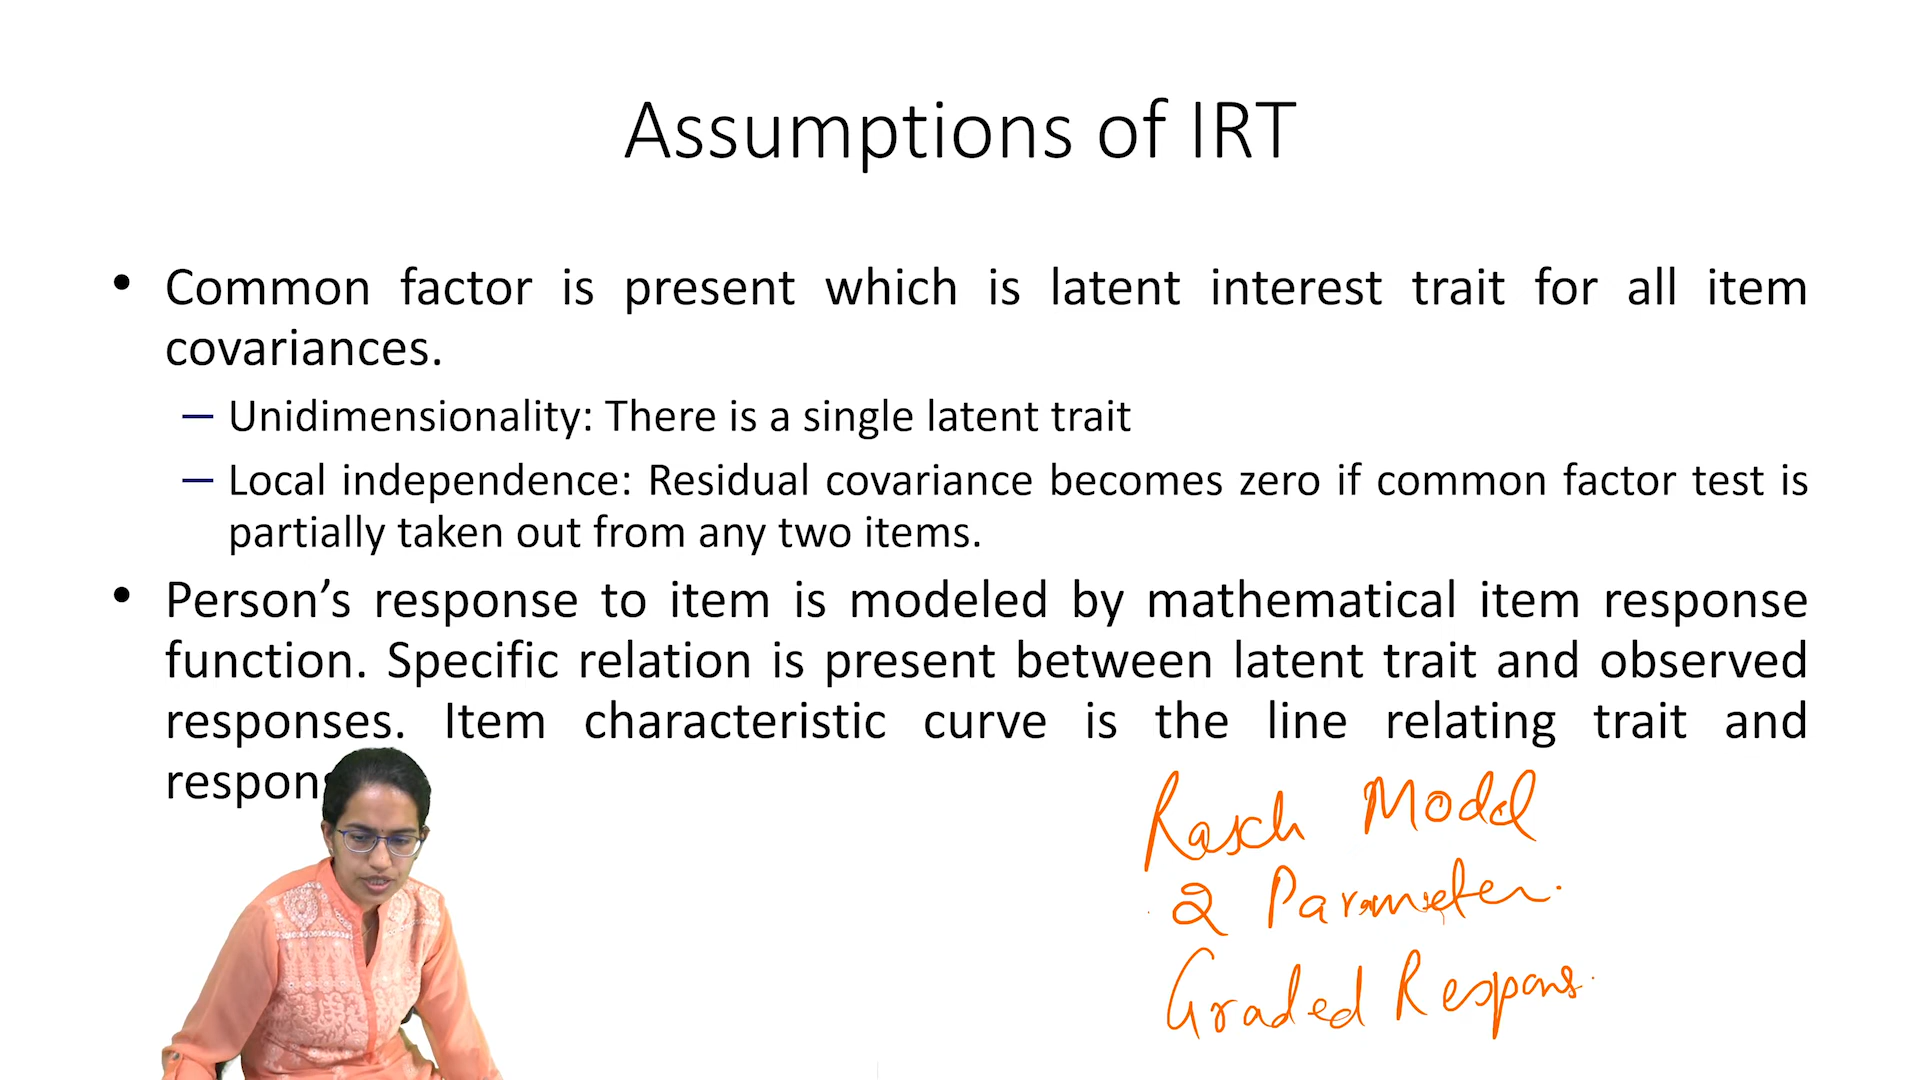 Assumptions of IRT
• Common factor is present which is latent interest trait for all item
covariances.
– Unidimensionality: There is a single latent trait
– Local independence: Residual covariance becomes zero if common factor test is
partially taken out from any two items.
• Person’s response to item is modeled by mathematical item response
function. Specific relation is present between latent trait and observed
responses. Item characteristic curve is the line relating trait and
respon
Rasch Model
2 Parameter.
Graded Respons.